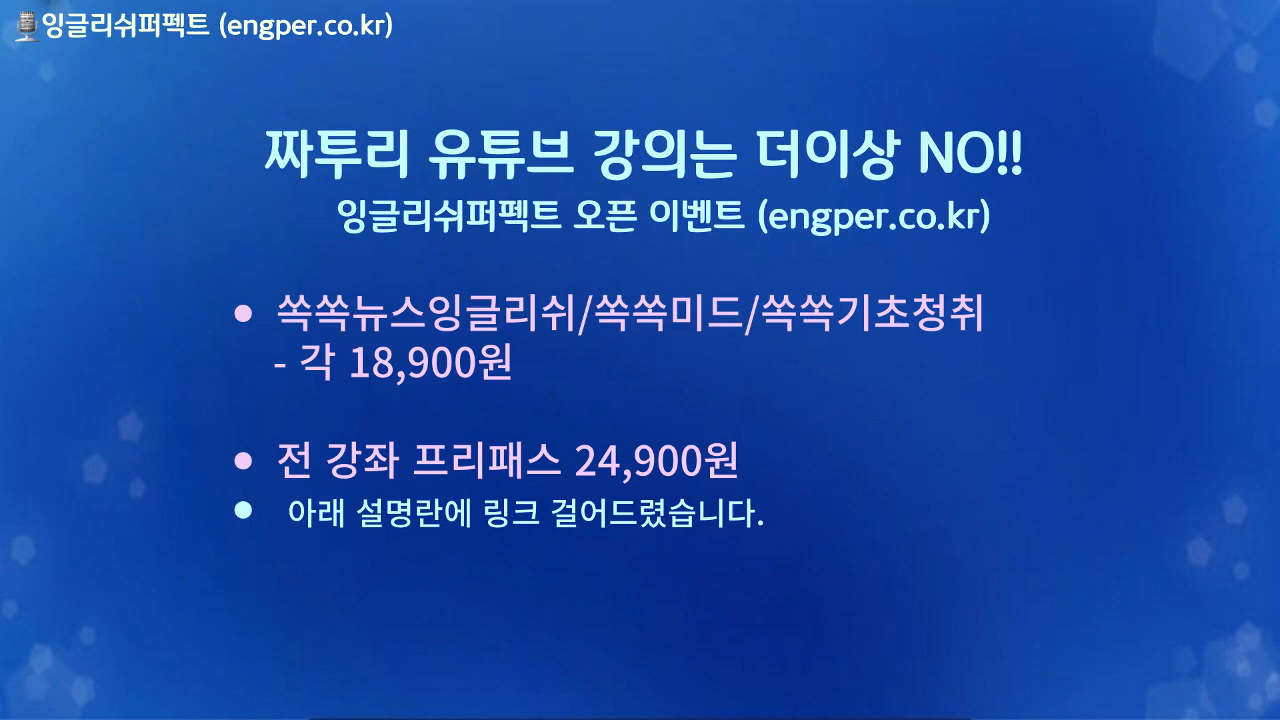 잉글리쉬퍼펙트 (engper.co.kr)
짜투리 유튜브 강의는 더이상 NO!!
잉글리쉬퍼펙트 오픈 이벤트 (engper.co.kr)
● 쏙쏙뉴스잉글리쉬/쏙쏙미드/쏙쏙기초청취
- 각 18,900원
● 전 강좌 프리패스 24,900원
● 아래 설명란에 링크 걸어드렸습니다.